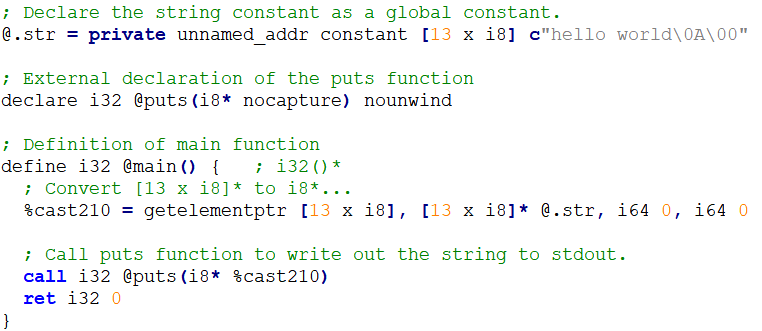 ; Declare the string constant as a global constant.
@.str = private unnamed_addr constant [13 x i8] c"hello world\0A\00"

; External declaration of the puts function
declare i32 @puts(i8* nocapture) nounwind

; Definition of main function
define i32 @main() {   ; i32()*
  ; Convert [13 x i8]* to i8*...
  %cast210 = getelementptr [13 x i8], [13 x i8]* @.str, i64 0, i64 0

  ; Call puts function to write out the string to stdout.
  call i32 @puts(i8* %cast210)
  ret i32 0
}